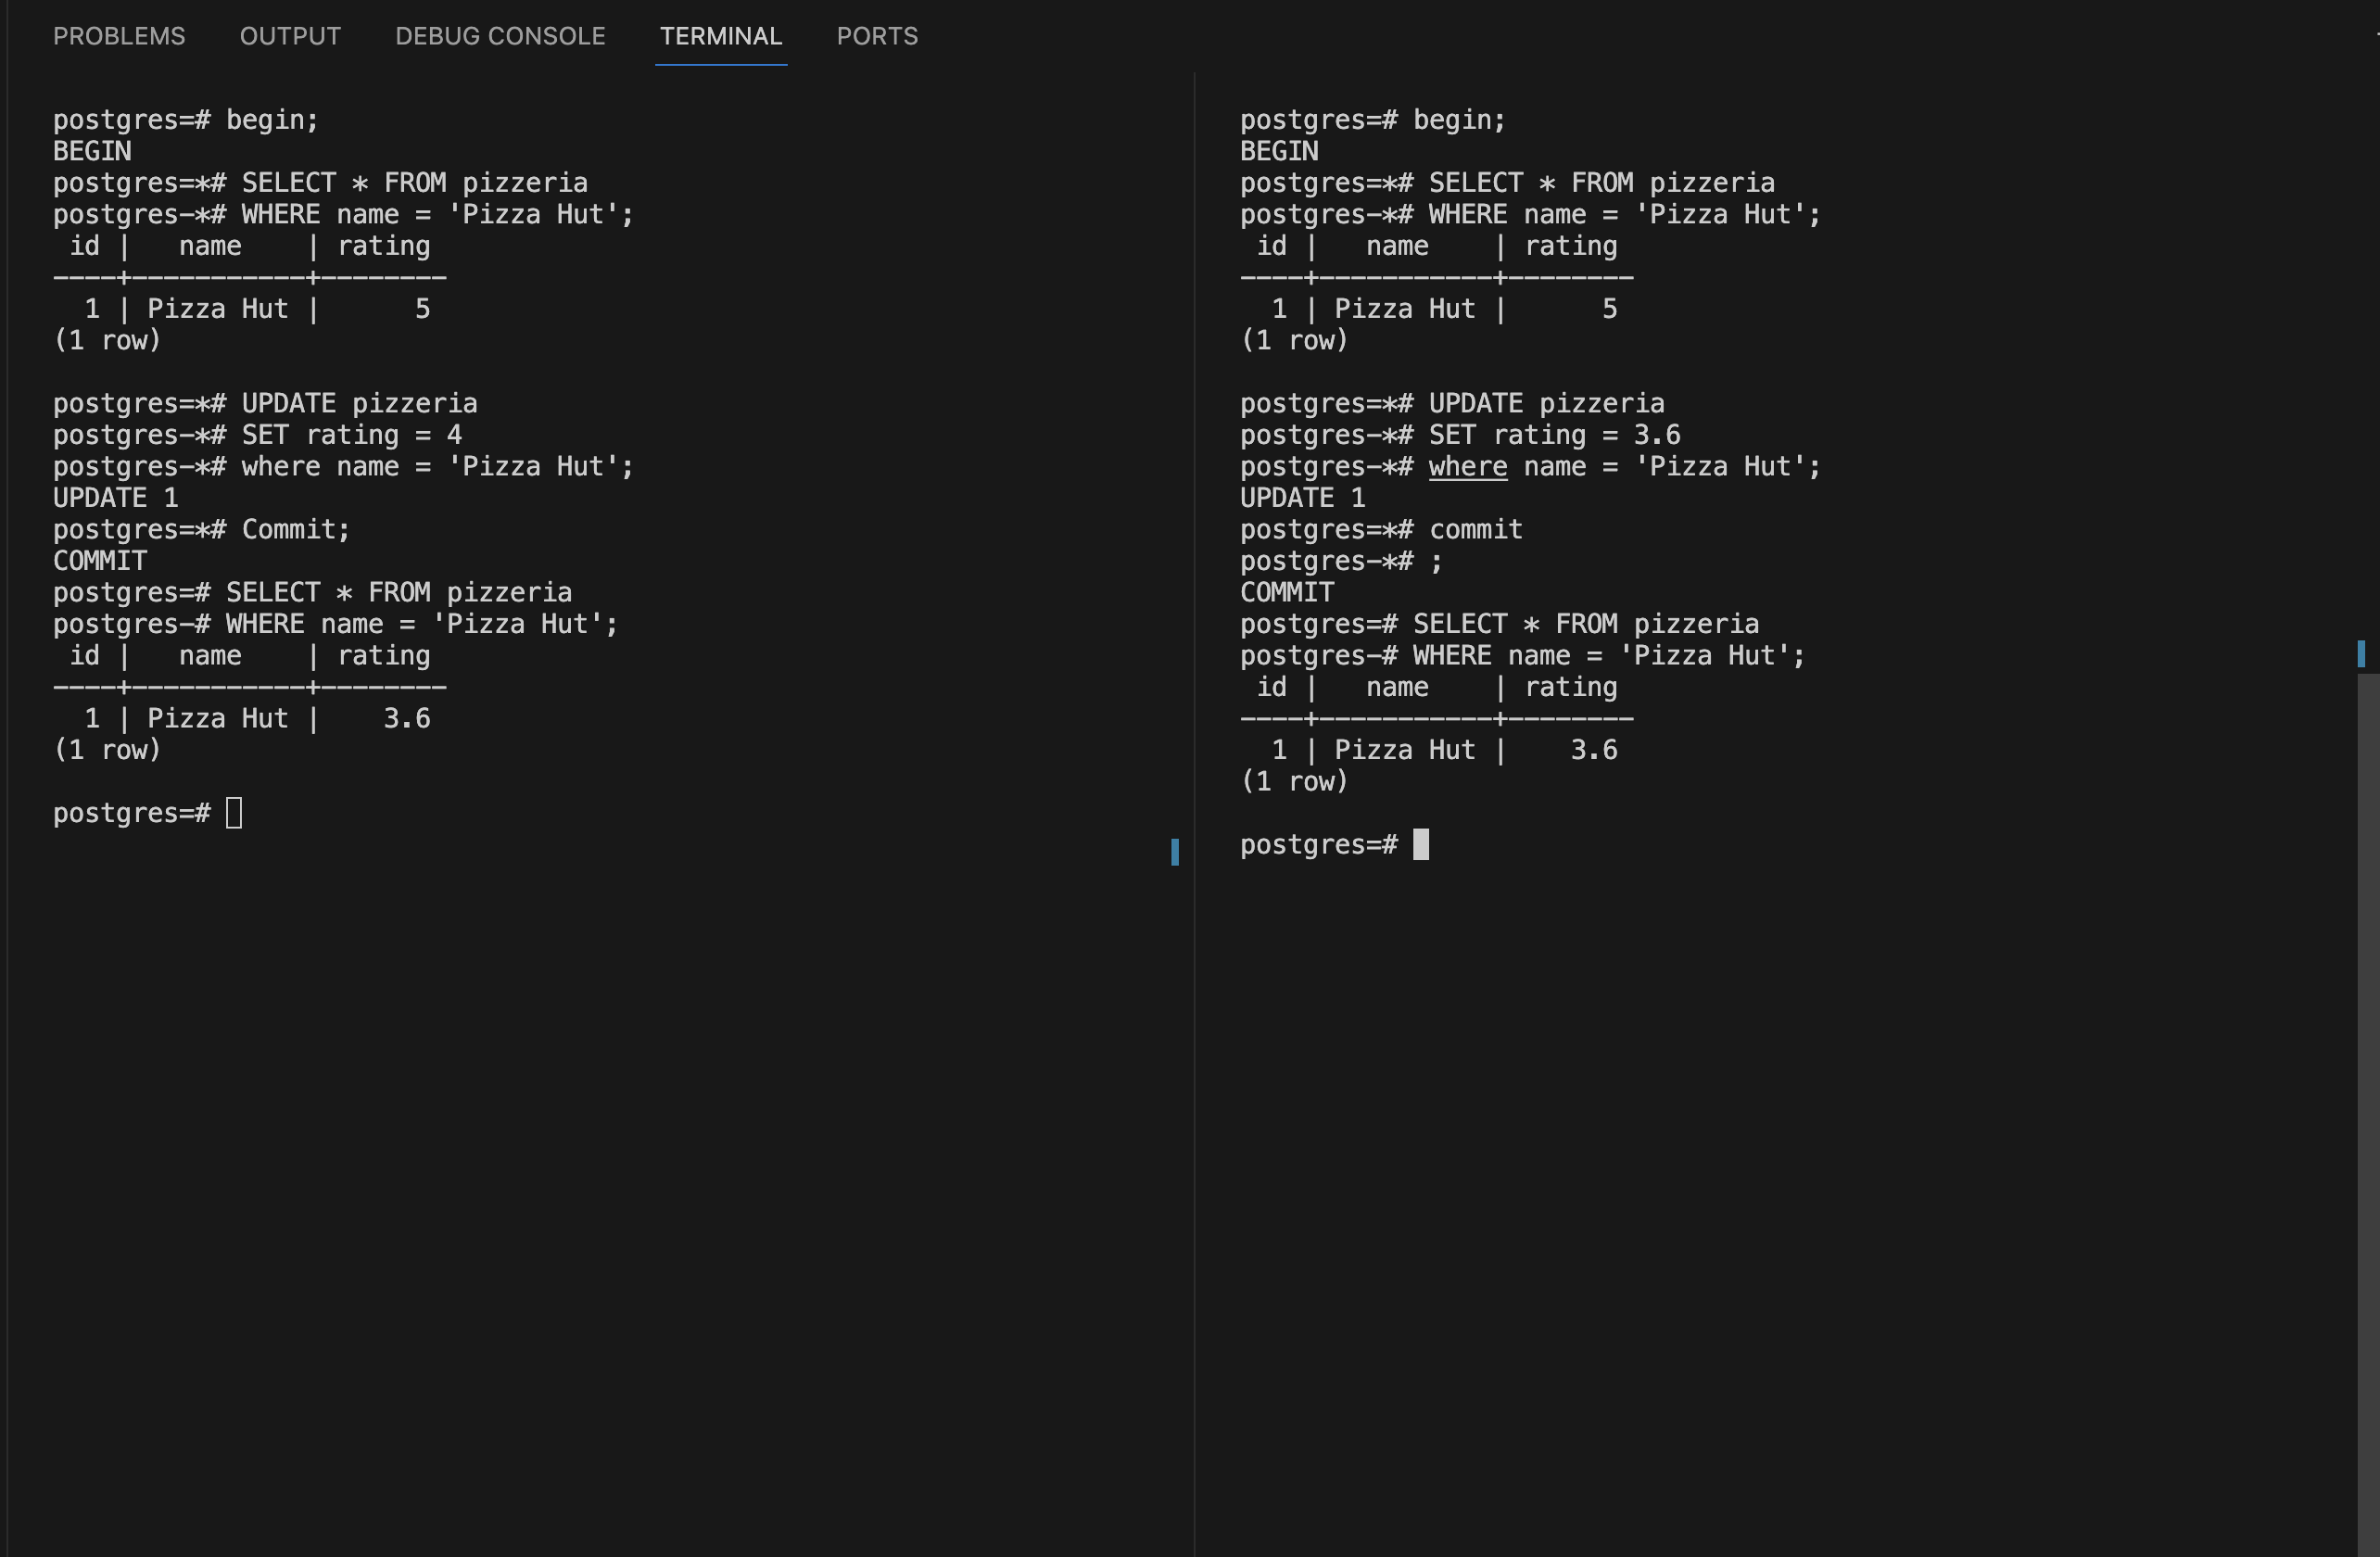 PROBLEMS OUTPUT DEBUG CONSOLE TERMINAL PORTS
postgres=# begin;
BEGIN
postgres=*# SELECT * FROM pizzeria
postgres-*# WHERE name = 'Pizza Hut';
 id |   name    | rating
----+-----------+--------
  1 | Pizza Hut |      5
(1 row)

postgres=*# UPDATE pizzeria
postgres-*# SET rating = 4
postgres-*# where name = 'Pizza Hut';
UPDATE 1
postgres=*# Commit;
COMMIT
postgres=# SELECT * FROM pizzeria
postgres-# WHERE name = 'Pizza Hut';
 id |   name    | rating
----+-----------+--------
  1 | Pizza Hut |    3.6
(1 row)

postgres=#
postgres=# begin;
BEGIN
postgres=*# SELECT * FROM pizzeria
postgres-*# WHERE name = 'Pizza Hut';
 id |   name    | rating
----+-----------+--------
  1 | Pizza Hut |      5
(1 row)

postgres=*# UPDATE pizzeria
postgres-*# SET rating = 3.6
postgres-*# where name = 'Pizza Hut';
UPDATE 1
postgres=*# commit
postgres-*# ;
COMMIT
postgres=# SELECT * FROM pizzeria
postgres-# WHERE name = 'Pizza Hut';
 id |   name    | rating
----+-----------+--------
  1 | Pizza Hut |    3.6
(1 row)

postgres=#